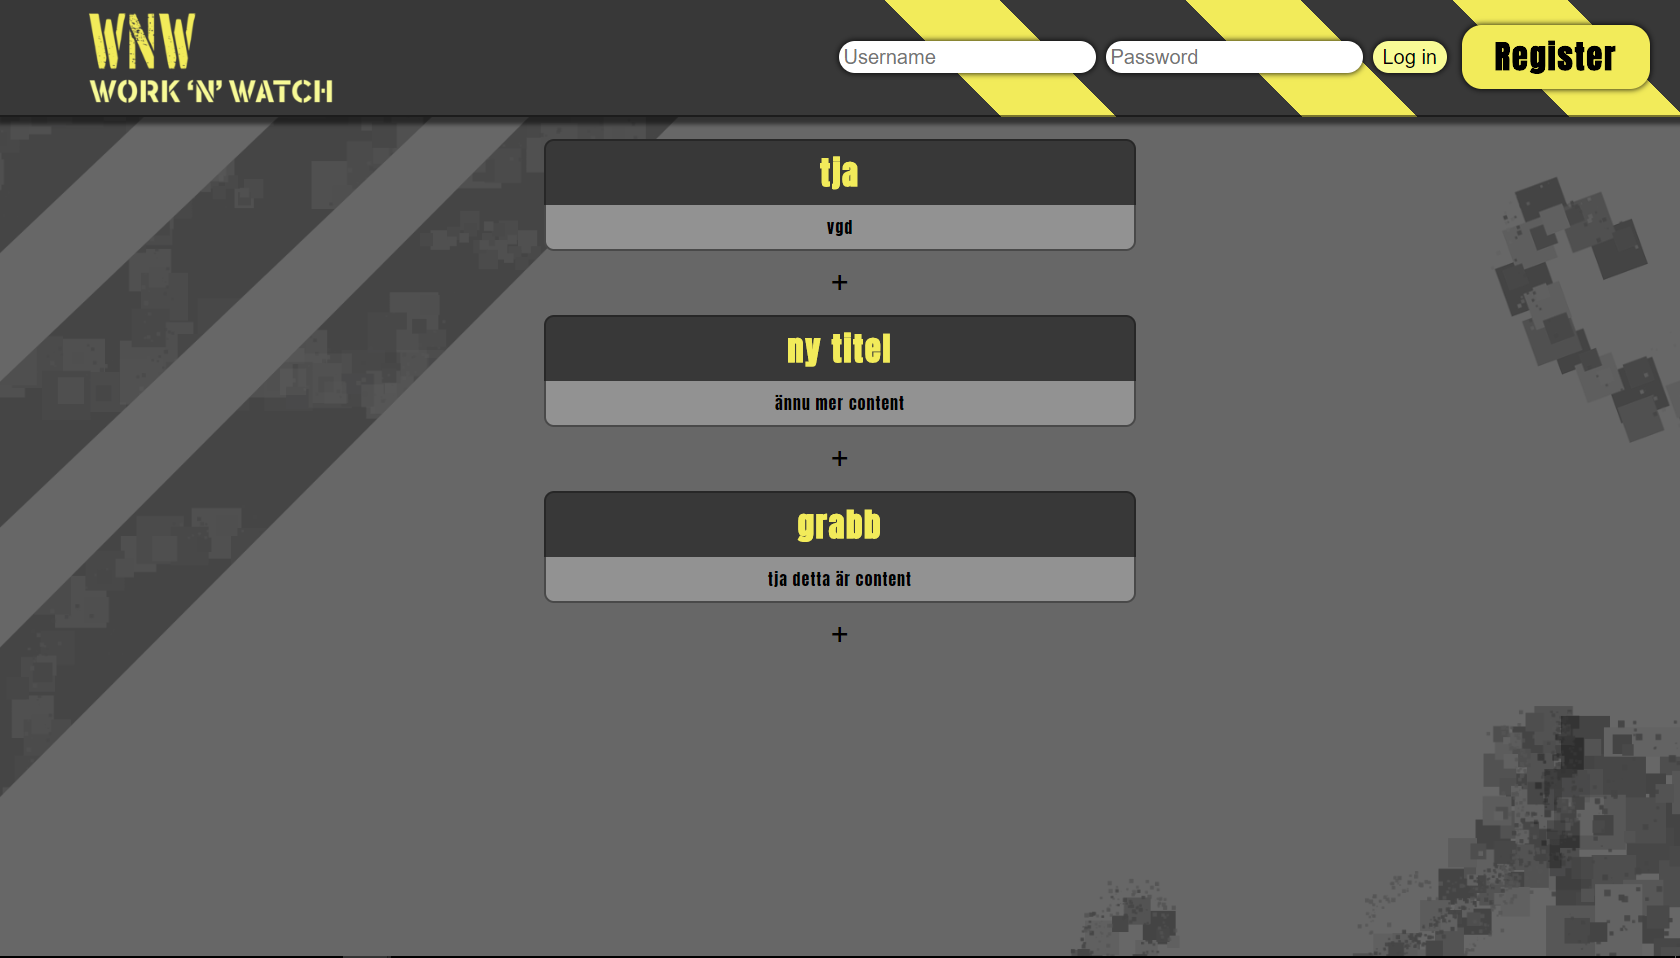 WNW
WORK ‘N’ WATCH
Username
Password
Log in
Register
tja
vgd
+
ny titel
ännu mer content
+
grabb
tja detta är content
+